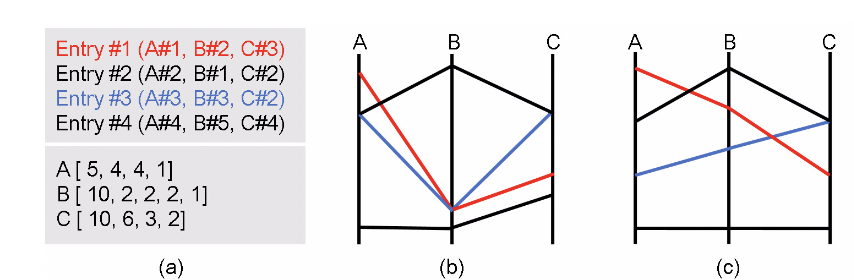 Entry #1 (A#1, B#2, C#3)
Entry #2 (A#2, B#1, C#2)
Entry #3 (A#3, B#3, C#2)
Entry #4 (A#4, B#5, C#4)
A [ 5, 4, 4, 1]
B [ 10, 2, 2, 2, 1]
C [ 10, 6, 3, 2]
(a)
A B C
(b)
A B C
(c)